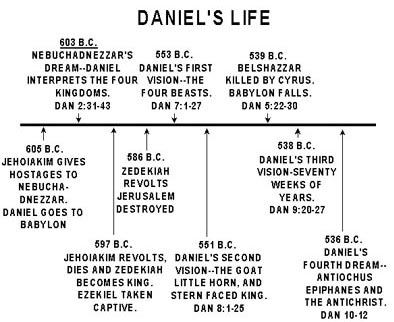 DANIEL'S LIFE
603 B.C.
NEBUCHADNEZZAR'S
DREAM--DANIEL
INTERPRETS THE FOUR
KINGDOMS.
DAN 2:31-43
553 B.C.
DANIEL'S FIRST
VISION--THE
FOUR BEASTS.
DAN 7:1-27
539 B.C.
BELSHAZZAR
KILLED BY CYRUS.
BABYLON FALLS.
DAN 5:22-30
605 B.C.
JEHOIAKIM GIVES
HOSTAGES TO
NEBUCHA-
DNEZZAR.
DANIEL GOES TO
BABYLON
597 B.C.
JEHOIAKIM REVOLTS,
DIES AND ZEDEKIAH
BECOMES KING.
EZEKIEL TAKEN
CAPTIVE.
586 B.C.
ZEDEKIAH
REVOLTS
JERUSALEM
DESTROYED
551 B.C.
DANIEL'S SECOND
VISION--THE GOAT
LITTLE HORN, AND
STERN FACED KING.
DAN 8:1-25
538 B.C.
DANIEL'S THIRD
VISION-SEVENTY
WEEKS OF
YEARS.
DAN 9:20-27
536 B.C.
DANIEL'S
FOURTH DREAM--
ANTIOCHUS
EPIPHANES AND
THE ANTICHRIST.
DAN 10-12